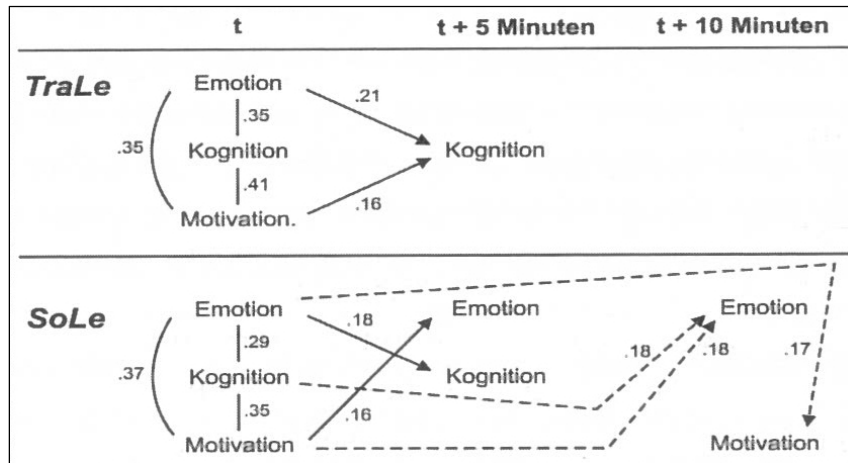 t t + 5 Minuten t + 10 Minuten
TraLe
Emotion
.35
.21
.35
Kognition
Kognition
.41
.16
Motivation.
SoLe
Emotion Emotion Emotion
.29
.18
.18 .18 .17
.37
Kognition Kognition
.35
.16
Motivation Motivation